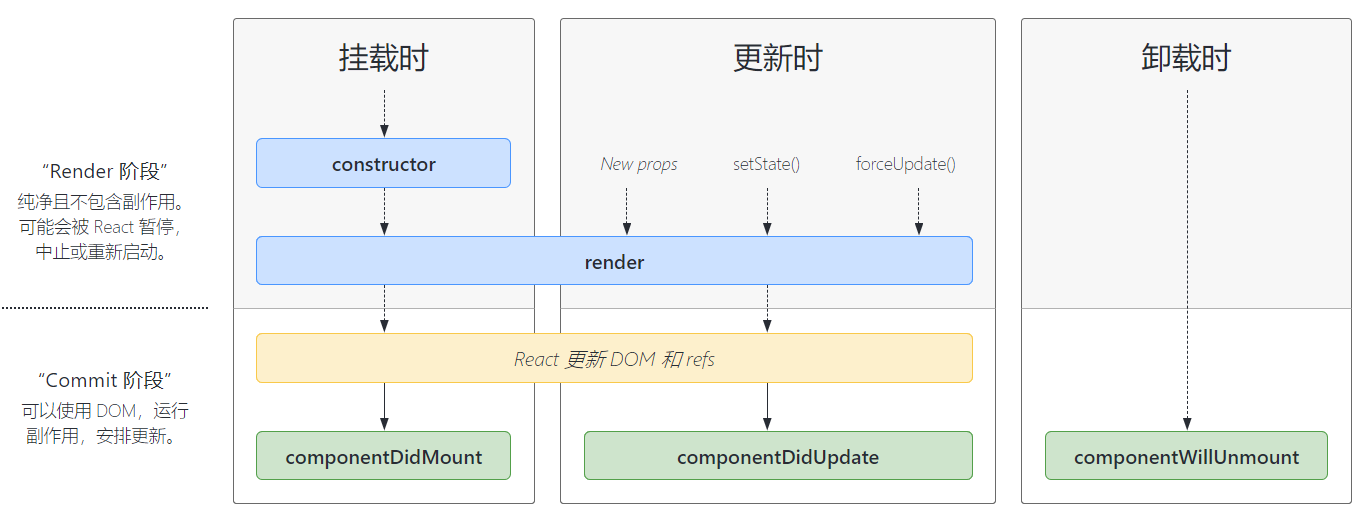 挂载时
更新时
卸载时
“Render 阶段”
纯净且不包含副作用。
可能会被 React 暂停，
中止或重新启动。
constructor
New props
setState()
forceUpdate()
render
“Commit 阶段”
可以使用 DOM，运行
副作用，安排更新。
React 更新 DOM 和 refs
componentDidMount
componentDidUpdate
componentWillUnmount